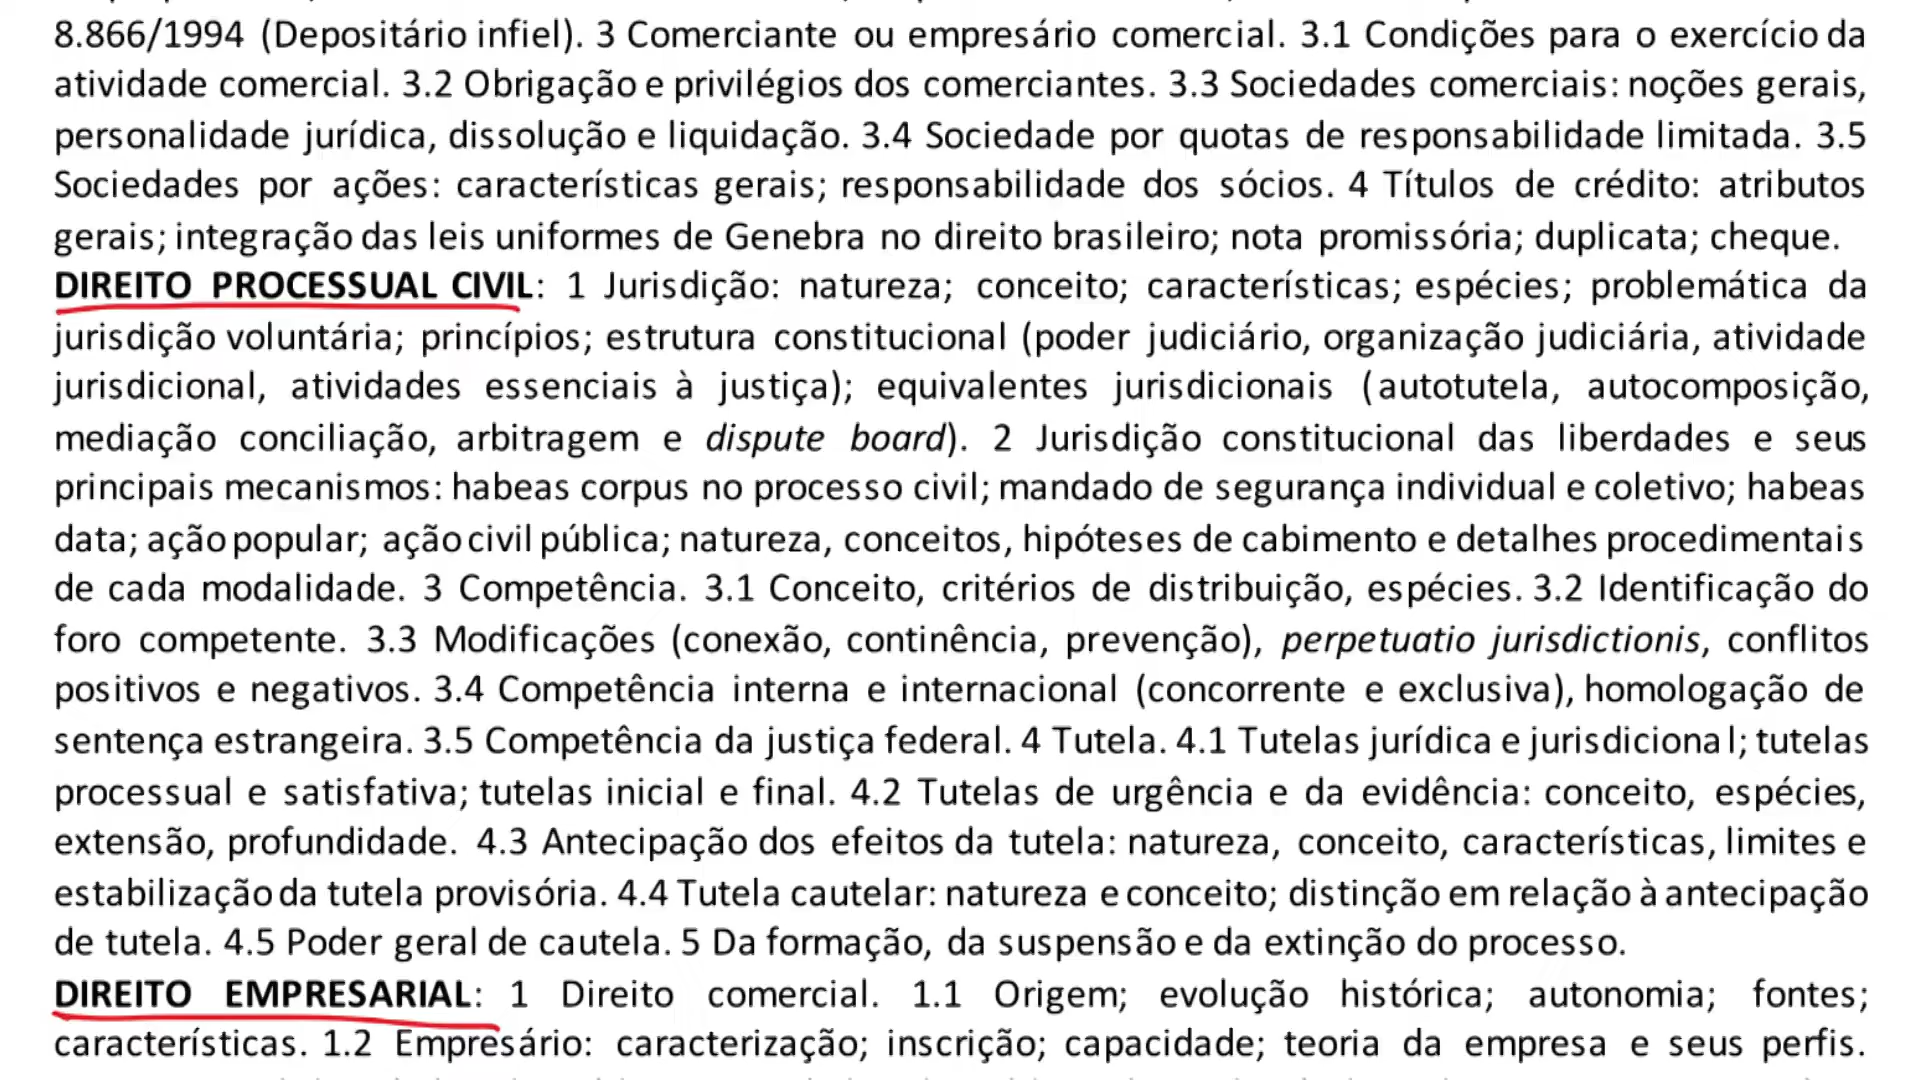 8.866/1994 (Depositário infiel). 3 Comerciante ou empresário comercial. 3.1 Condições para o exercício da
atividade comercial. 3.2 Obrigação e privilégios dos comerciantes. 3.3 Sociedades comerciais: noções gerais,
personalidade jurídica, dissolução e liquidação. 3.4 Sociedade por quotas de responsabilidade limitada. 3.5
Sociedades por ações: características gerais; responsabilidade dos sócios. 4 Títulos de crédito: atributos
gerais; integração das leis uniformes de Genebra no direito brasileiro; nota promissória; duplicata; cheque.
DIREITO PROCESSUAL CIVIL: 1 Jurisdição: natureza; conceito; características; espécies; problemática da
jurisdição voluntária; princípios; estrutura constitucional (poder judiciário, organização judiciária, atividade
jurisdicional, atividades essenciais à justiça); equivalentes jurisdicionais (autotutela, autocomposição,
mediação conciliação, arbitragem e dispute board). 2 Jurisdição constitucional das liberdades e seus
principais mecanismos: habeas corpus no processo civil; mandado de segurança individual e coletivo; habeas
data; ação popular; ação civil pública; natureza, conceitos, hipóteses de cabimento e detalhes procedimentais
de cada modalidade. 3 Competência. 3.1 Conceito, critérios de distribuição, espécies. 3.2 Identificação do
foro competente. 3.3 Modificações (conexão, continência, prevenção), perpetuatio jurisdictionis, conflitos
positivos e negativos. 3.4 Competência interna e internacional (concorrente e exclusiva), homologação de
sentença estrangeira. 3.5 Competência da justiça federal. 4 Tutela. 4.1 Tutelas jurídica e jurisdicional; tutelas
processual e satisfativa; tutelas inicial e final. 4.2 Tutelas de urgência e da evidência: conceito, espécies,
extensão, profundidade. 4.3 Antecipação dos efeitos da tutela: natureza, conceito, características, limites e
estabilização da tutela provisória. 4.4 Tutela cautelar: natureza e conceito; distinção em relação à antecipação
de tutela. 4.5 Poder geral de cautela. 5 Da formação, da suspensão e da extinção do processo.
DIREITO EMPRESARIAL: 1 Direito comercial. 1.1 Origem; evolução histórica; autonomia; fontes;
características. 1.2 Empresário: caracterização; inscrição; capacidade; teoria da empresa e seus perfis.